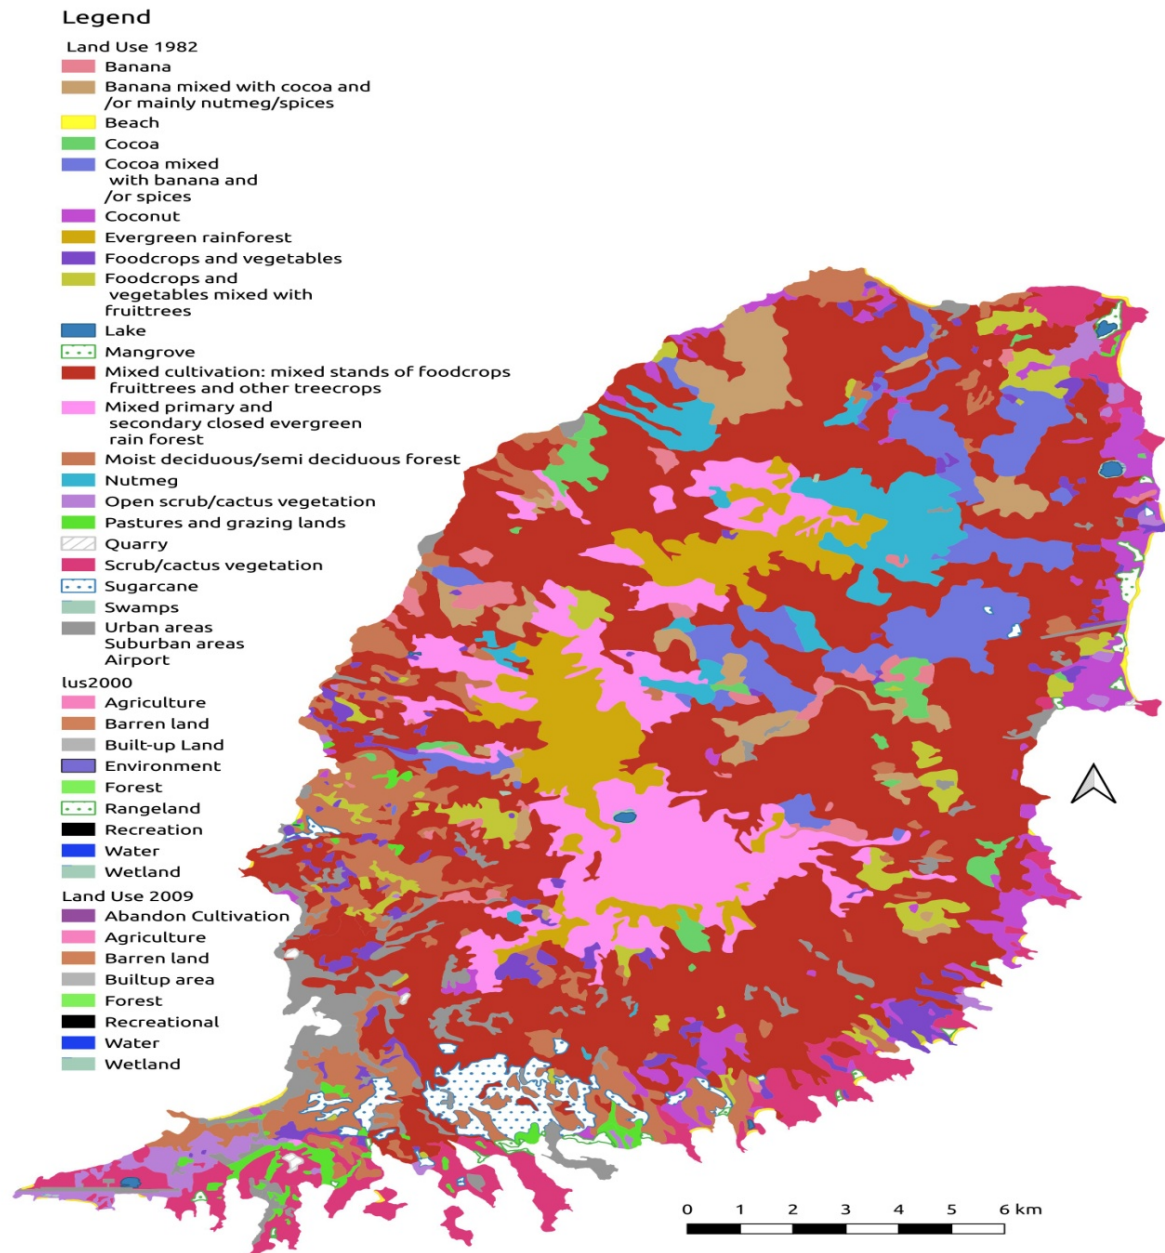 Legend
Land Use 1982
Banana
Banana mixed with cocoa and
/or mainly nutmeg/spices
Beach
Cocoa
Cocoa mixed
with banana and
/or spices
Coconut
Evergreen rainforest
Foodcrops and vegetables
Foodcrops and
vegetables mixed with
fruittrees
Lake
Mangrove
Mixed cultivation: mixed stands of foodcrops
fruittrees and other treecrops
Mixed primary and
secondary closed evergreen
rain forest
Moist deciduous/semi deciduous forest
Nutmeg
Open scrub/cactus vegetation
Pastures and grazing lands
Quarry
Scrub/cactus vegetation
Sugarcane
Swamps
Urban areas
Suburban areas
Airport
lus2000
Agriculture
Barren land
Built-up Land
Environment
Forest
Rangeland
Recreation
Water
Wetland
Land Use 2009
Abandon Cultivation
Agriculture
Barren land
Builtup area
Forest
Recreational
Water
Wetland
0 1 2 3 4 5 6 km